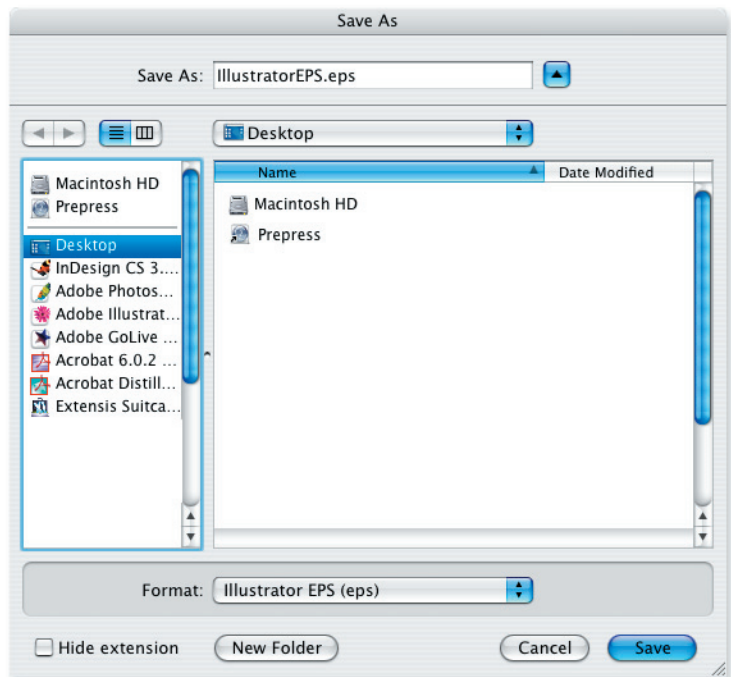 Save As
Save As: IllustratorEPS.eps
Desktop
Macintosh HD
Prepress
Desktop
InDesign CS 3....
Adobe Photos...
Adobe Illustrat...
Adobe GoLive ...
Acrobat 6.0.2 ...
Acrobat Distill...
Extensis Suitca...
Name Date Modified
Macintosh HD
Prepress
Format: Illustrator EPS (eps)
Hide extension New Folder Cancel Save